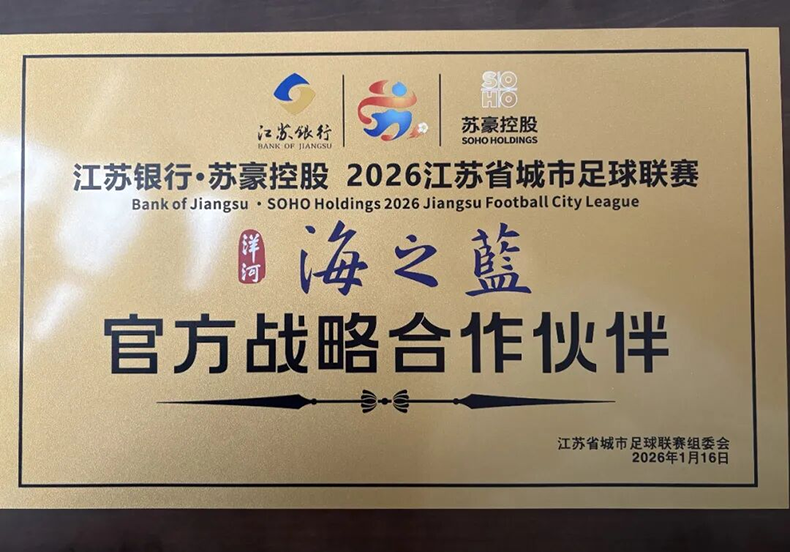 江苏银行 苏豪控股
BANK OF JIANGSU SOHO HOLDINGS
SO
HO
江苏银行·苏豪控股 2026江苏省城市足球联赛
Bank of Jiangsu · SOHO Holdings 2026 Jiangsu Football City League
洋河 海之藍
官方战略合作伙伴
江苏省城市足球联赛组委会
2026年1月16日